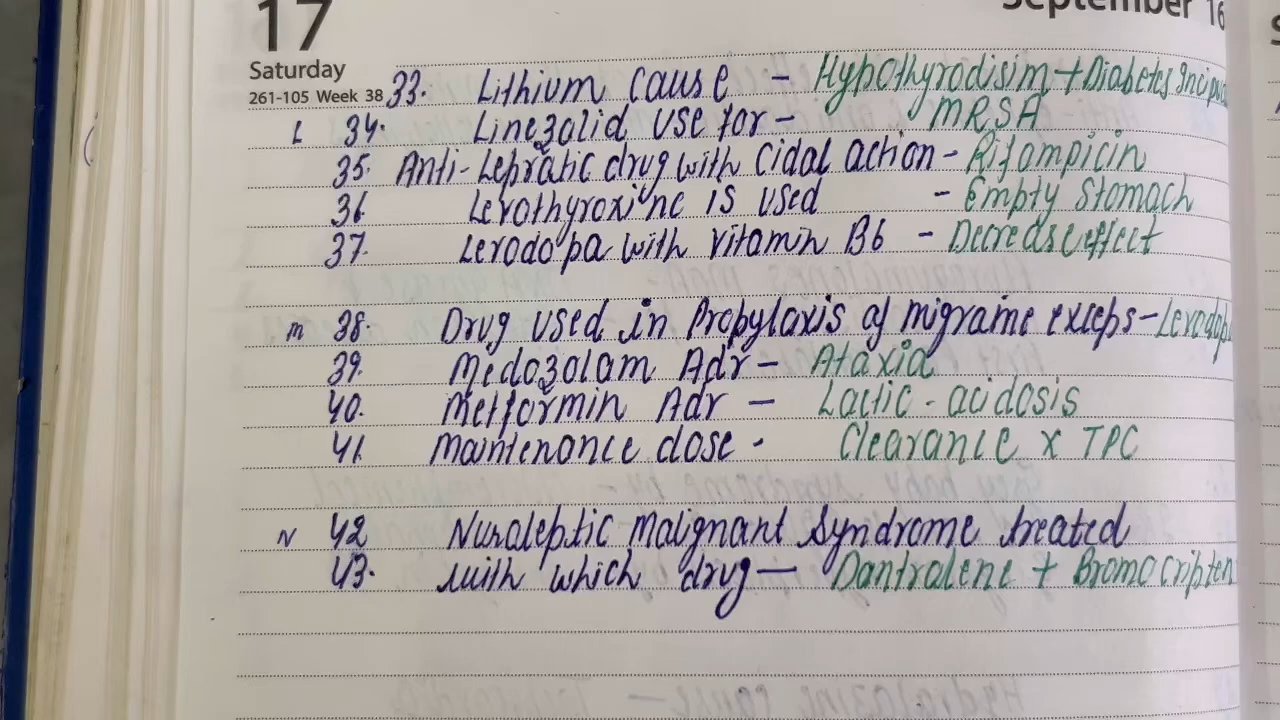 September 16
17
Saturday
261-105 Week 38
33. Lithium cause - Hypothyrodisim + Diabetes Incipu
L 34. Linezolid use for - MRSA
35. Anti-Lepratic drug with cidal action - Rifampicin
36 Levothyroxine is used - Empty Stomach
37. Levodopa with vitamin B6 - Decrease effect
m 38. Drug used in Propylaxis of migraine exceps - Levodopa
39. Medozolam Adr - Ataxia
40. Metformin Adr - Lactic-acidosis
41. Maintenance dose - Clearance x TPC
N 42 Nuroleptic Malignant Syndrome treated
43. with which drug - Dantrolene + Bromocripten